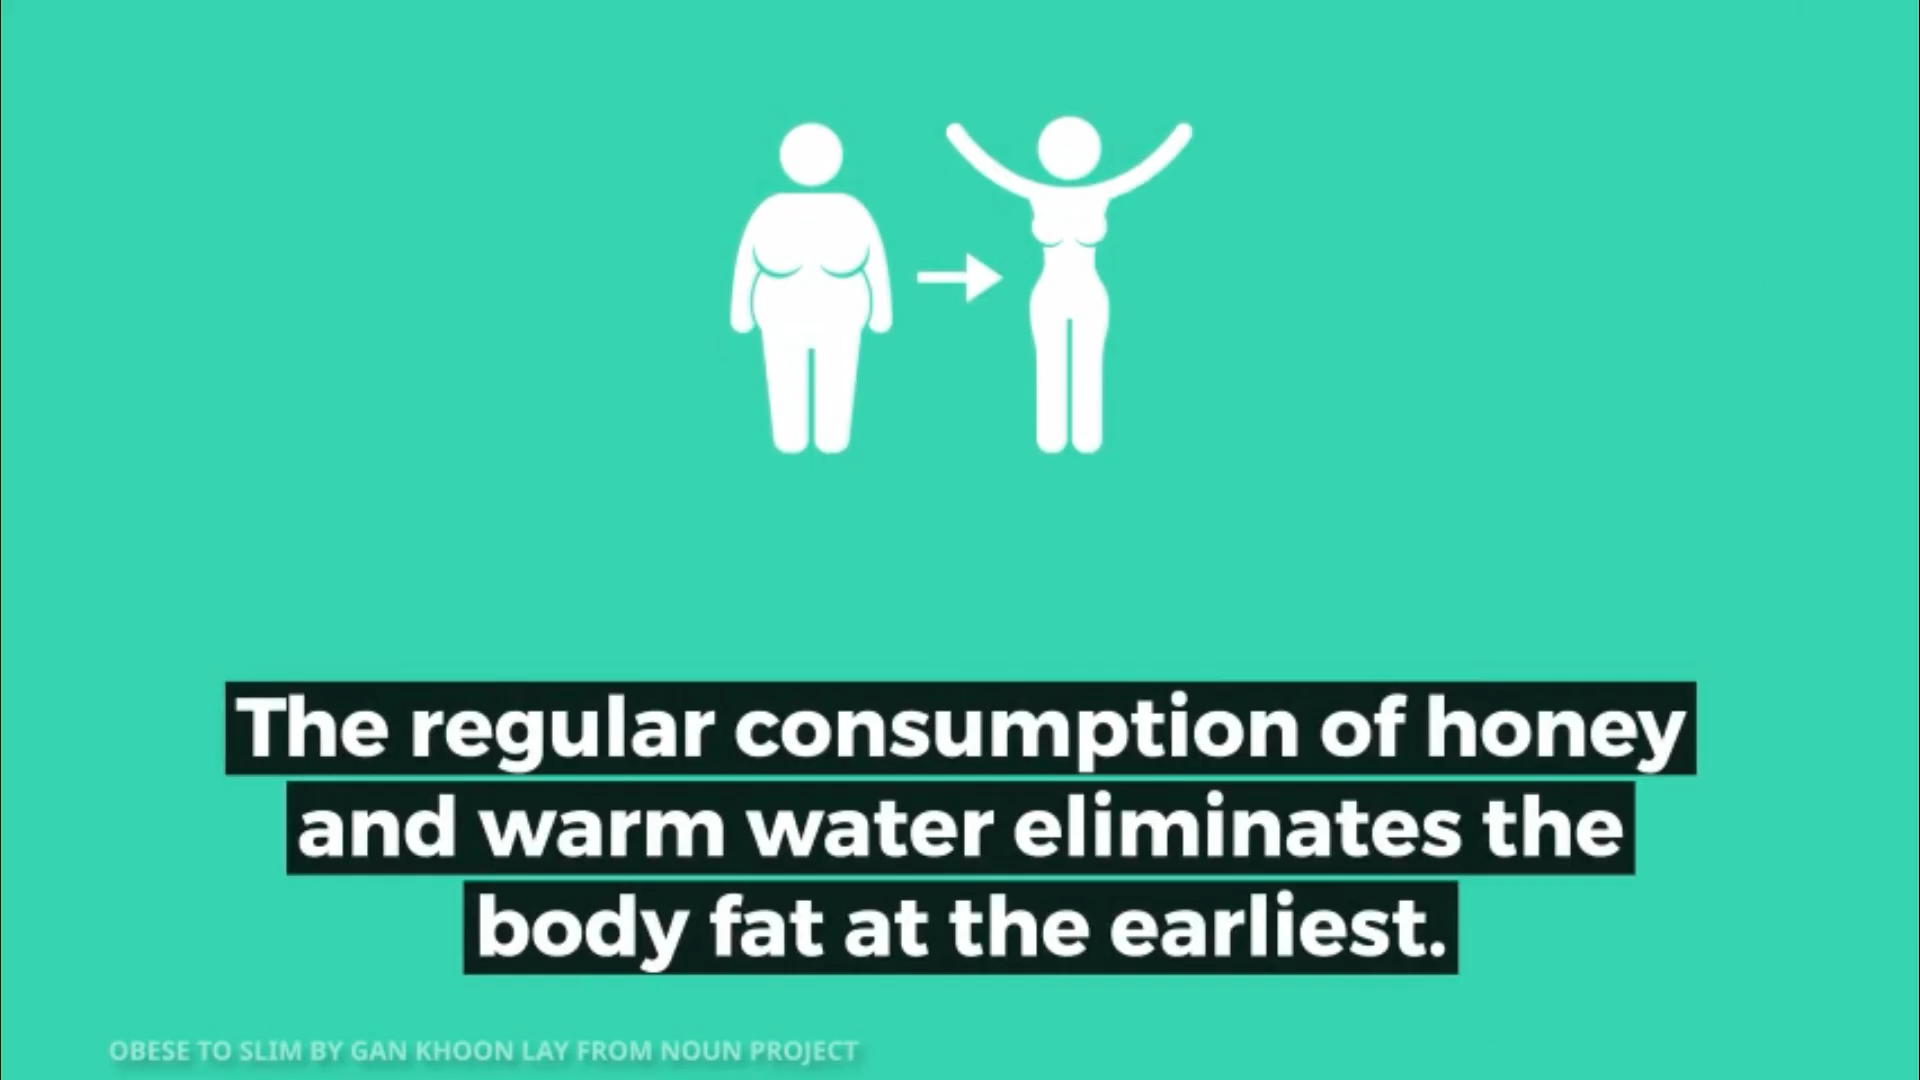 The regular consumption of honey
and warm water eliminates the
body fat at the earliest.
OBESE TO SLIM BY GAN KHOON LAY FROM NOUN PROJECT